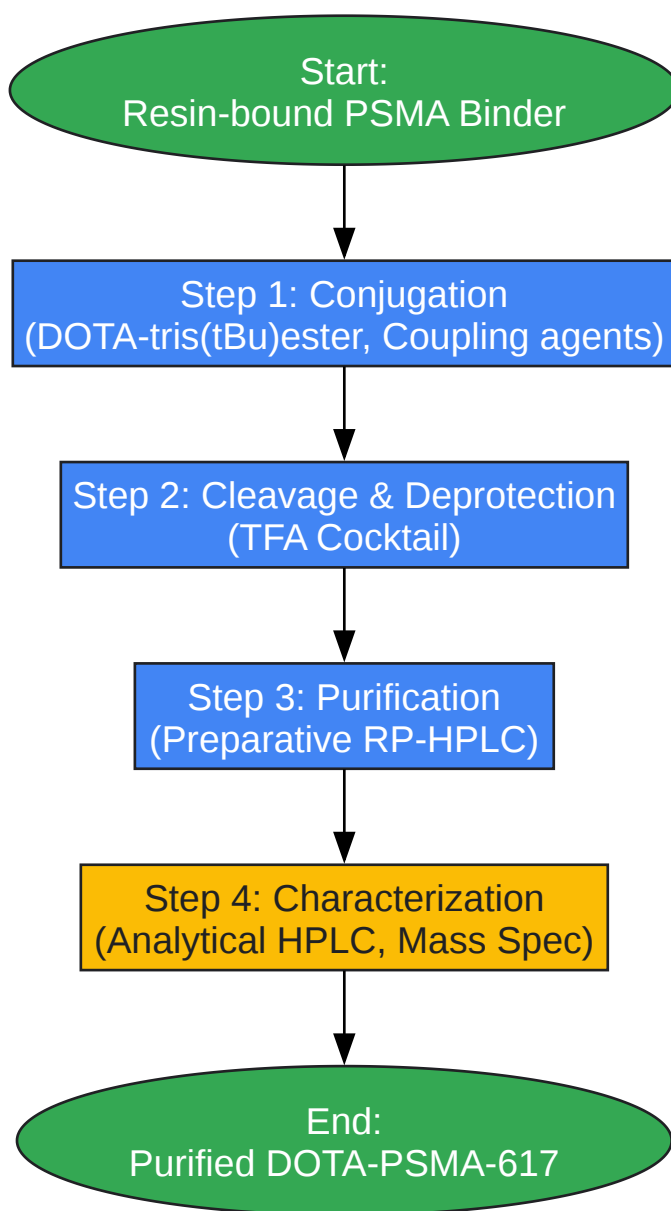 Start:
Resin-bound PSMA Binder
Step 1: Conjugation
(DOTA-tris(tBu)ester, Coupling agents)
Step 2: Cleavage & Deprotection
(TFA Cocktail)
Step 3: Purification
(Preparative RP-HPLC)
Step 4: Characterization
(Analytical HPLC, Mass Spec)
End:
Purified DOTA-PSMA-617